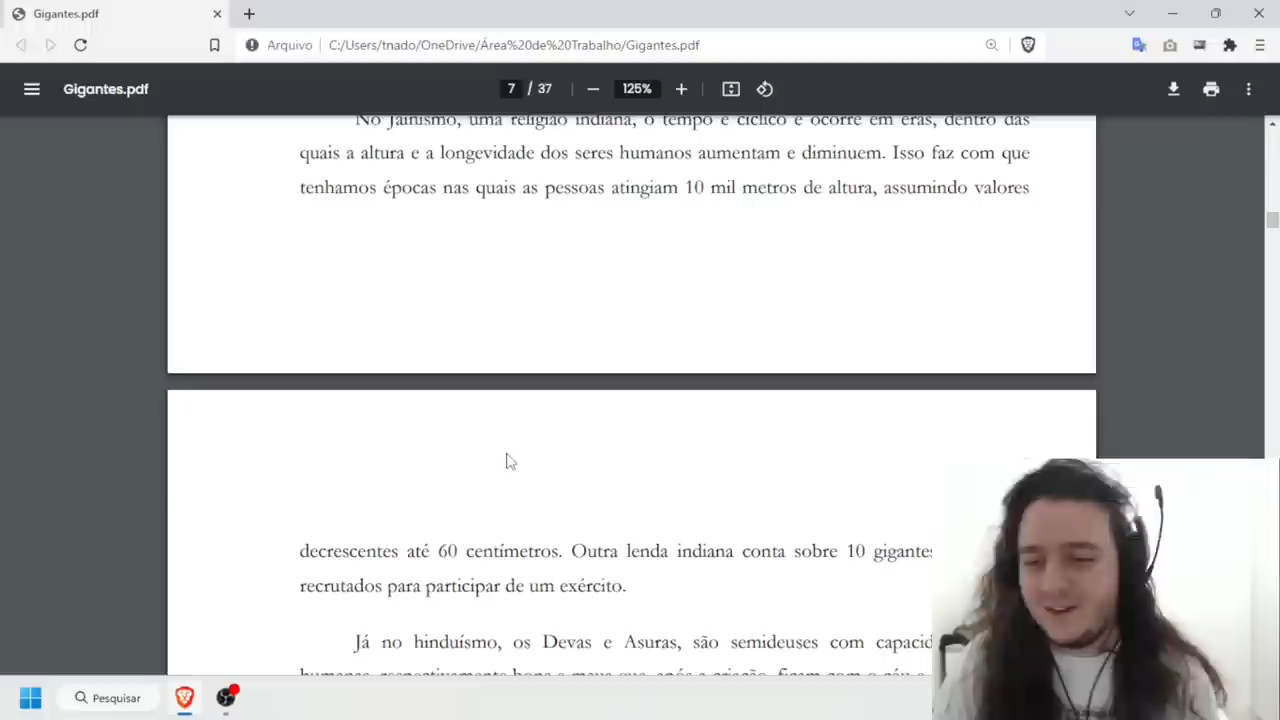 Gigantes.pdf
Arquivo
C:/Users/tnado/OneDrive/Área%20de%20Trabalho/Gigantes.pdf
Gigantes.pdf
7 / 37
125%
No Jainismo, uma religião indiana, o tempo é cíclico e ocorre em eras, dentro das
quais a altura e a longevidade dos seres humanos aumentam e diminuem. Isso faz com que
tenhamos épocas nas quais as pessoas atingiam 10 mil metros de altura, assumindo valores
decrescentes até 60 centímetros. Outra lenda indiana conta sobre 10 gigantes
recrutados para participar de um exército.
Já no hinduísmo, os Devas e Asuras, são semideuses com
Pesquisar